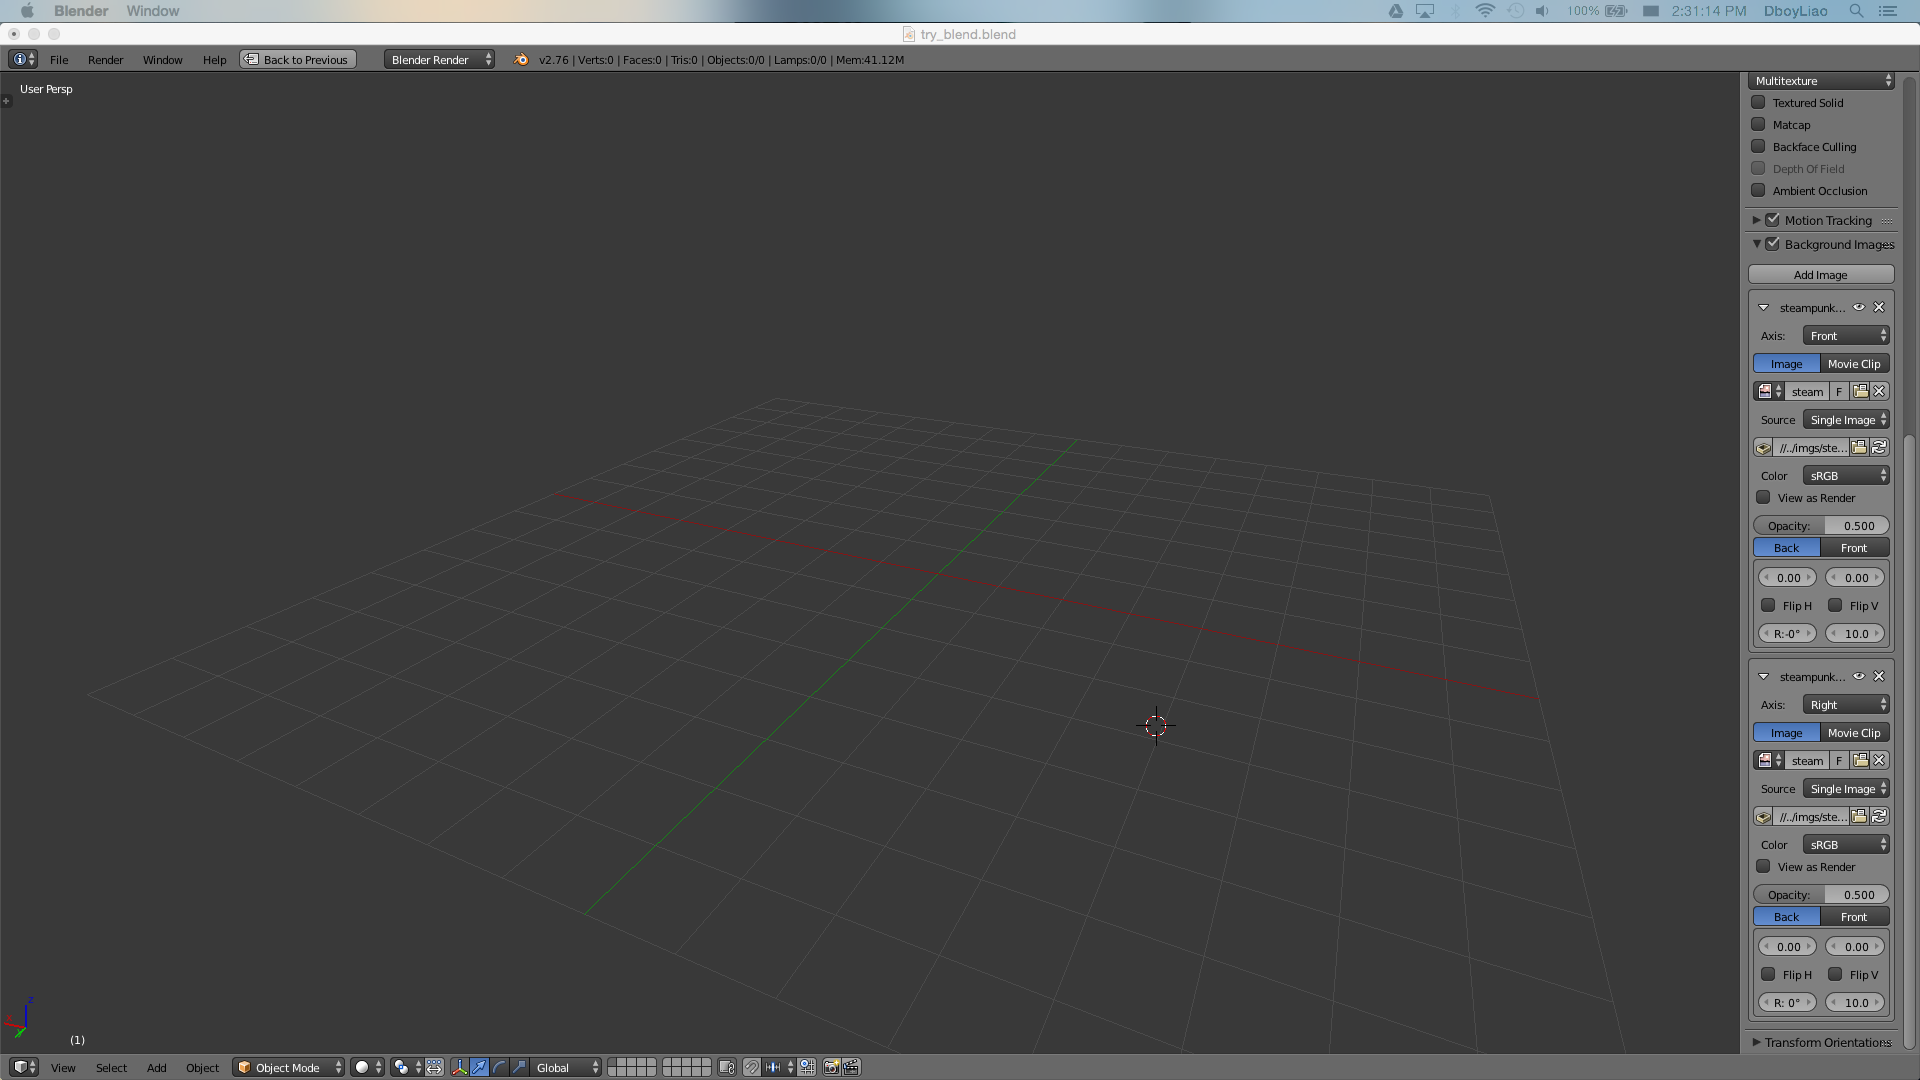 Blender Window 100% 2:31:14 PM DboyLiao
try_blend.blend
File Render Window Help Back to Previous Blender Render v2.76 | Verts:0 | Faces:0 | Tris:0 | Objects:0/0 | Lamps:0/0 | Mem:41.12M
User Persp
Multitexture
Textured Solid
Matcap
Backface Culling
Depth Of Field
Ambient Occlusion
Motion Tracking
Background Images
Add Image
steampunk...
Axis: Front
Image Movie Clip
steam F
Source Single Image
//../imgs/ste...
Color sRGB
View as Render
Opacity: 0.500
Back Front
0.00 0.00
Flip H Flip V
R:-0° 10.0
steampunk...
Axis: Right
Image Movie Clip
steam F
Source Single Image
//../imgs/ste...
Color sRGB
View as Render
Opacity: 0.500
Back Front
0.00 0.00
Flip H Flip V
R: 0° 10.0
Transform Orientations
z
x
y
(1)
View Select Add Object Object Mode Global